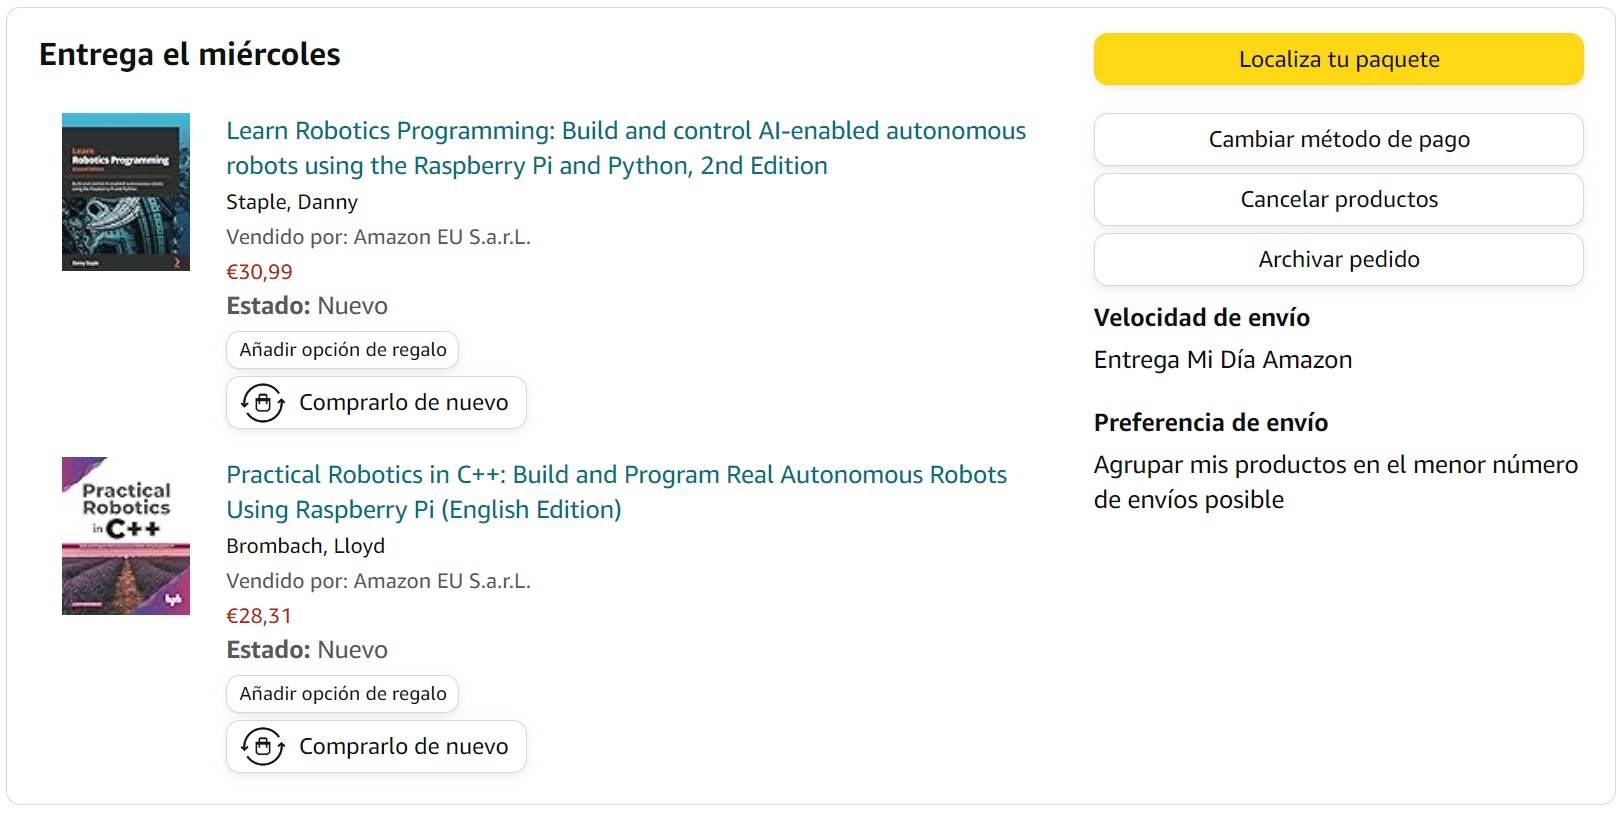 Entrega el miércoles
Learn
Robotics Programming
Learn Robotics Programming: Build and control AI-enabled autonomous
robots using the Raspberry Pi and Python, 2nd Edition
Staple, Danny
Vendido por: Amazon EU S.a.r.L.
€30,99
Estado: Nuevo
Añadir opción de regalo
Comprarlo de nuevo
Practical
Robotics
in C++
Practical Robotics in C++: Build and Program Real Autonomous Robots
Using Raspberry Pi (English Edition)
Brombach, Lloyd
Vendido por: Amazon EU S.a.r.L.
€28,31
Estado: Nuevo
Añadir opción de regalo
Comprarlo de nuevo
Localiza tu paquete
Cambiar método de pago
Cancelar productos
Archivar pedido
Velocidad de envío
Entrega Mi Día Amazon
Preferencia de envío
Agrupar mis productos en el menor número
de envíos posible